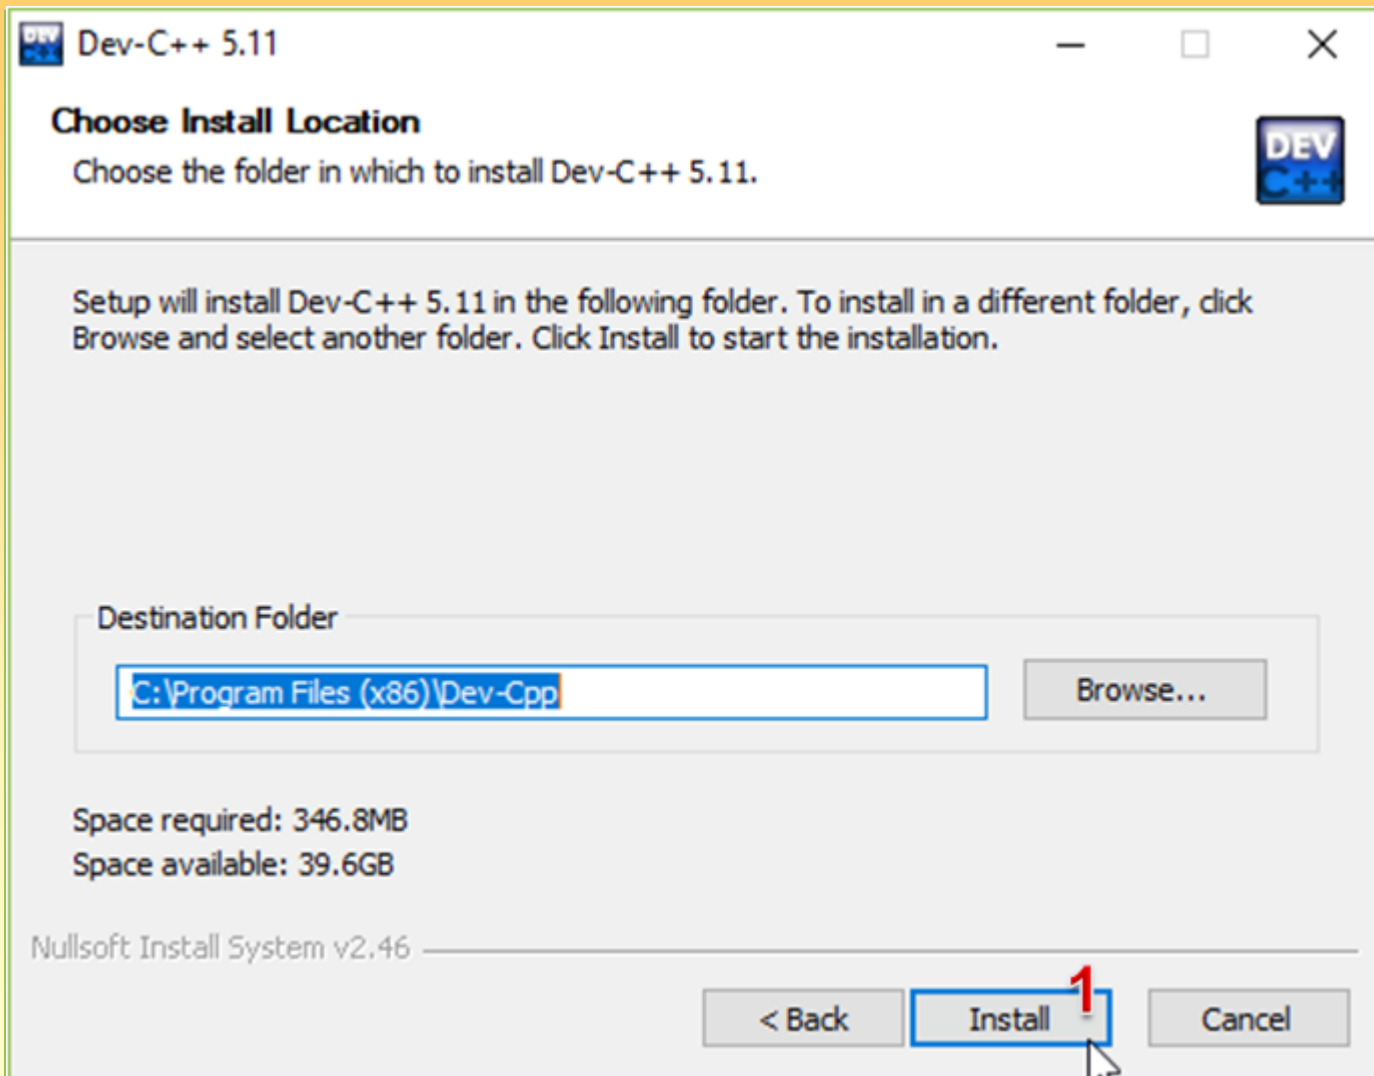 DEV
C++
Dev-C++ 5.11
Choose Install Location
Choose the folder in which to install Dev-C++ 5.11.
DEV
C++
Setup will install Dev-C++ 5.11 in the following folder. To install in a different folder, click
Browse and select another folder. Click Install to start the installation.
Destination Folder
C:\Program Files (x86)\Dev-Cpp
Browse...
Space required: 346.8MB
Space available: 39.6GB
Nullsoft Install System v2.46
1
< Back
Install
Cancel